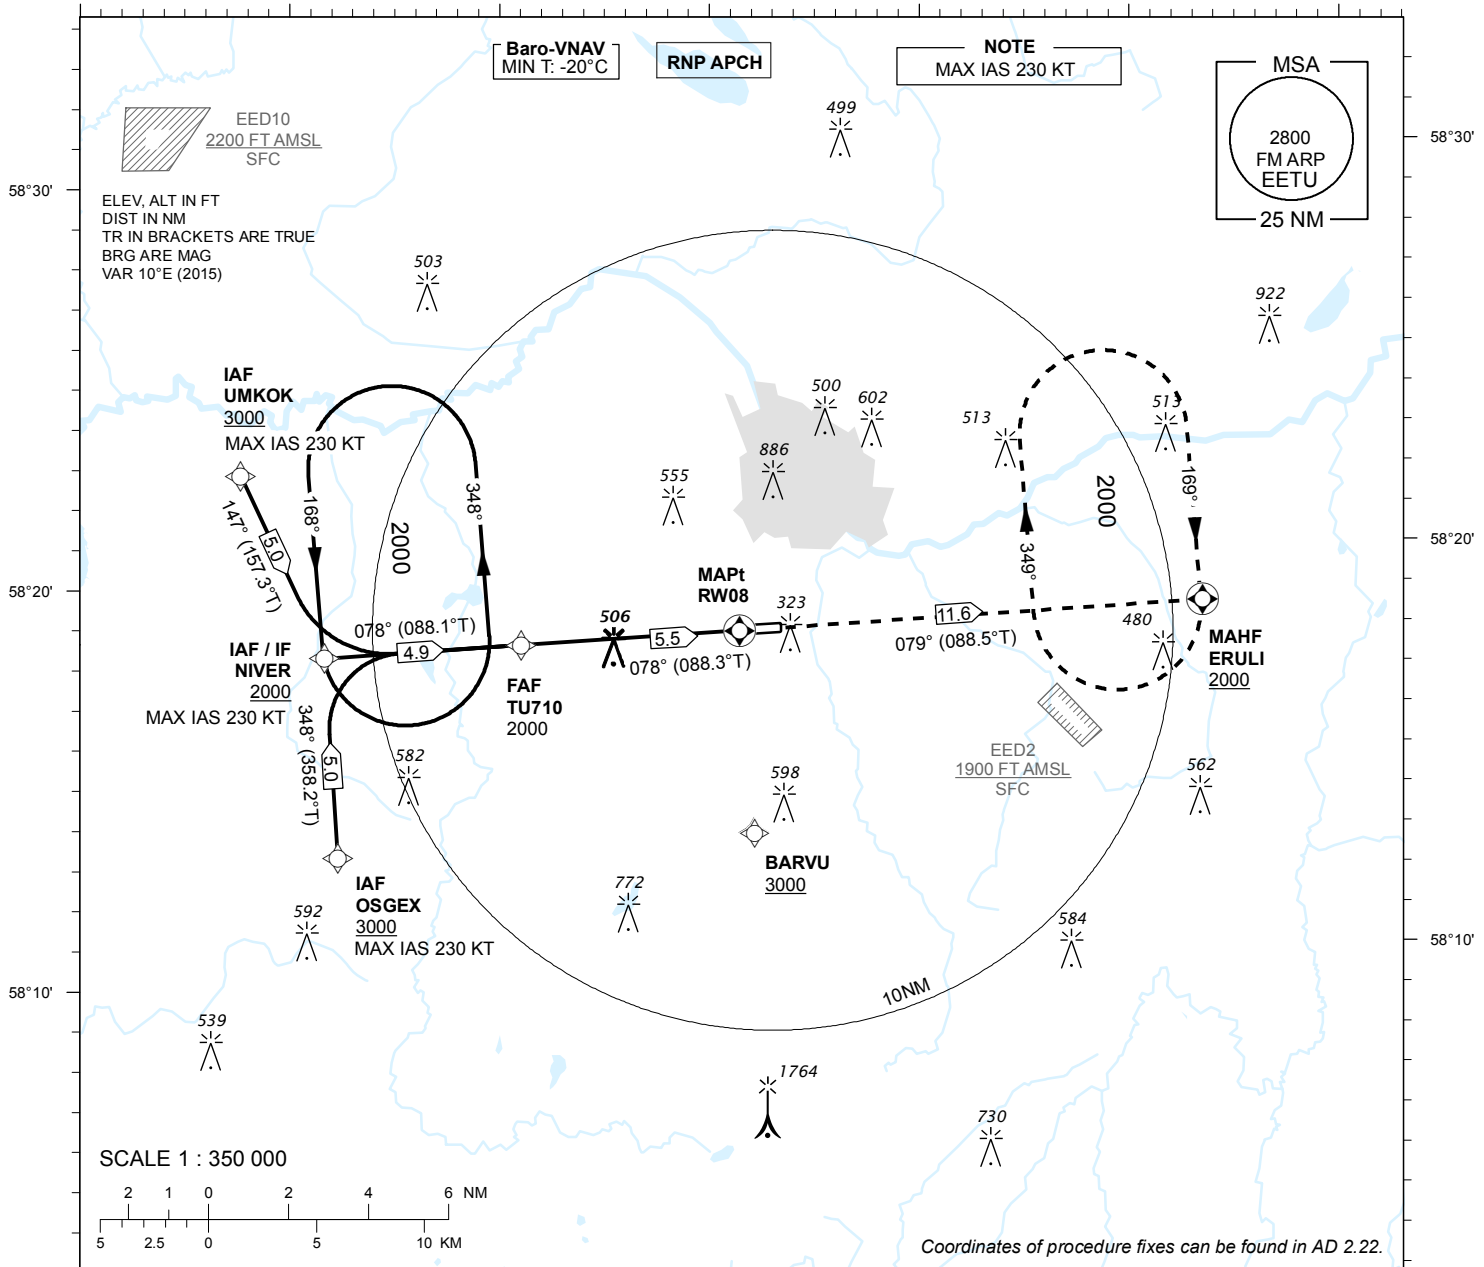 Baro-VNAV
MIN T: -20°C
RNP APCH
NOTE
MAX IAS 230 KT
MSA
2800
FM ARP
EETU
25 NM
EED10
2200 FT AMSL
SFC
ELEV, ALT IN FT
DIST IN NM
TR IN BRACKETS ARE TRUE
BRG ARE MAG
VAR 10°E (2015)
58°30'
58°30'
499
503
922
IAF
UMKOK
3000
MAX IAS 230 KT
500
602
513
513
886
555
147° (157.3°T)
5.0
168°
348°
2000
2000
349°
169°
58°20'
58°20'
MAPt
RW08
323
506
078° (088.1°T)
4.9
5.5
078° (088.3°T)
11.6
079° (088.5°T)
480
IAF / IF
NIVER
2000
MAX IAS 230 KT
FAF
TU710
2000
MAHF
ERULI
2000
348° (358.2°T)
5.0
582
598
EED2
1900 FT AMSL
SFC
562
BARVU
3000
IAF
OSGEX
3000
MAX IAS 230 KT
592
772
584
58°10'
58°10'
10NM
539
1764
730
SCALE 1 : 350 000
2 1 0 2 4 6 NM
5 2.5 0 5 10 KM
Coordinates of procedure fixes can be found in AD 2.22.